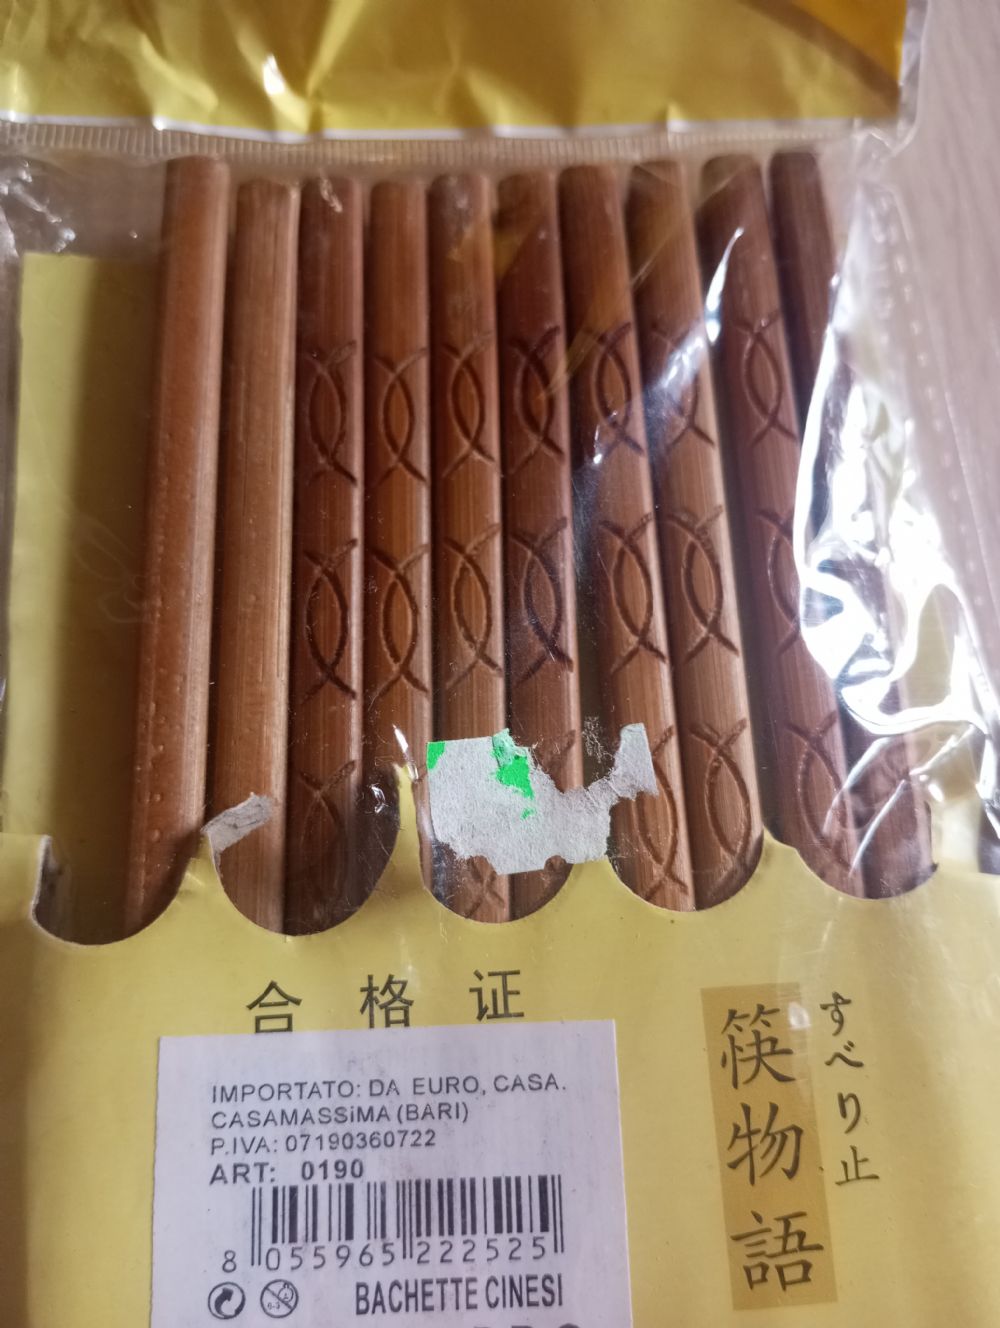 合格证
IMPORTATO: DA EURO, CASA.
CASAMASSiMA (BARI)
P.IVA: 07190360722
ART: 0190
8 055965 222525
BACHETTE CINESI
すべり止
筷物語